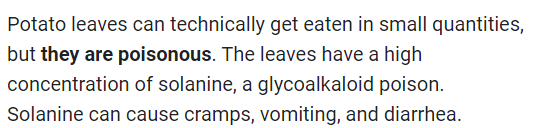 Potato leaves can technically get eaten in small quantities,
but they are poisonous. The leaves have a high
concentration of solanine, a glycoalkaloid poison.
Solanine can cause cramps, vomiting, and diarrhea.